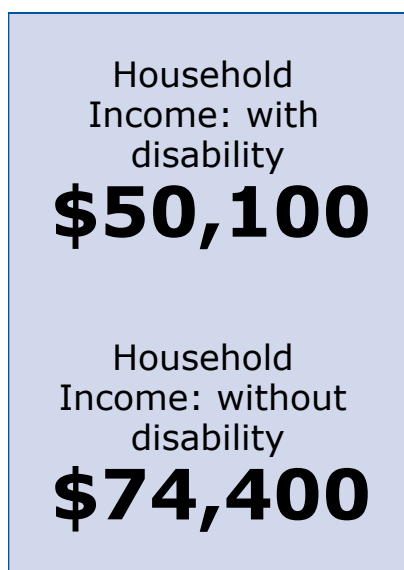 Household
Income: with
disability
$50,100
Household
Income: without
disability
$74,400